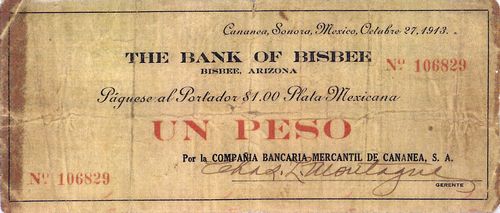 Cananea, Sonora, Mexico, Octubre 27, 1913.
THE BANK OF BISBEE
BISBEE, ARIZONA
Nº 106829
Páguese al Portador $1.00 Plata Mexicana
UN PESO
Por la COMPAÑIA BANCARIA MERCANTIL DE CANANEA, S. A.
Nº 106829
GERENTE